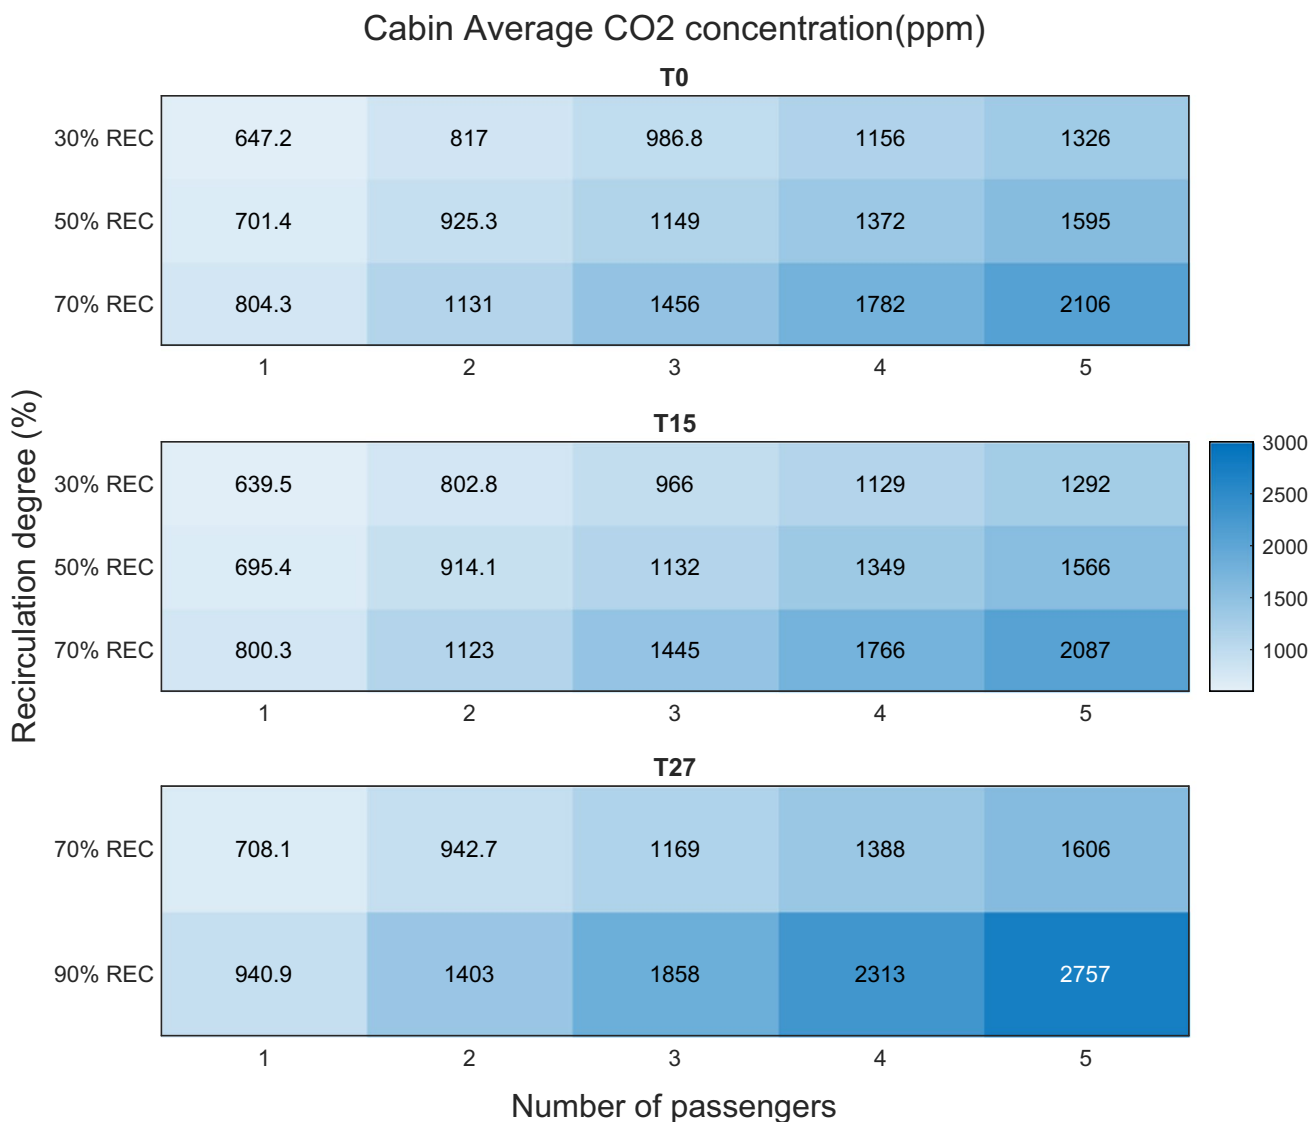 Cabin Average CO2 concentration(ppm)
T0
30% REC 647.2 817 986.8 1156 1326
50% REC 701.4 925.3 1149 1372 1595
70% REC 804.3 1131 1456 1782 2106
1 2 3 4 5
Recirculation degree (%)
T15
30% REC 639.5 802.8 966 1129 1292
50% REC 695.4 914.1 1132 1349 1566
70% REC 800.3 1123 1445 1766 2087
1 2 3 4 5
3000
2500
2000
1500
1000
T27
70% REC 708.1 942.7 1169 1388 1606
90% REC 940.9 1403 1858 2313 2757
1 2 3 4 5
Number of passengers